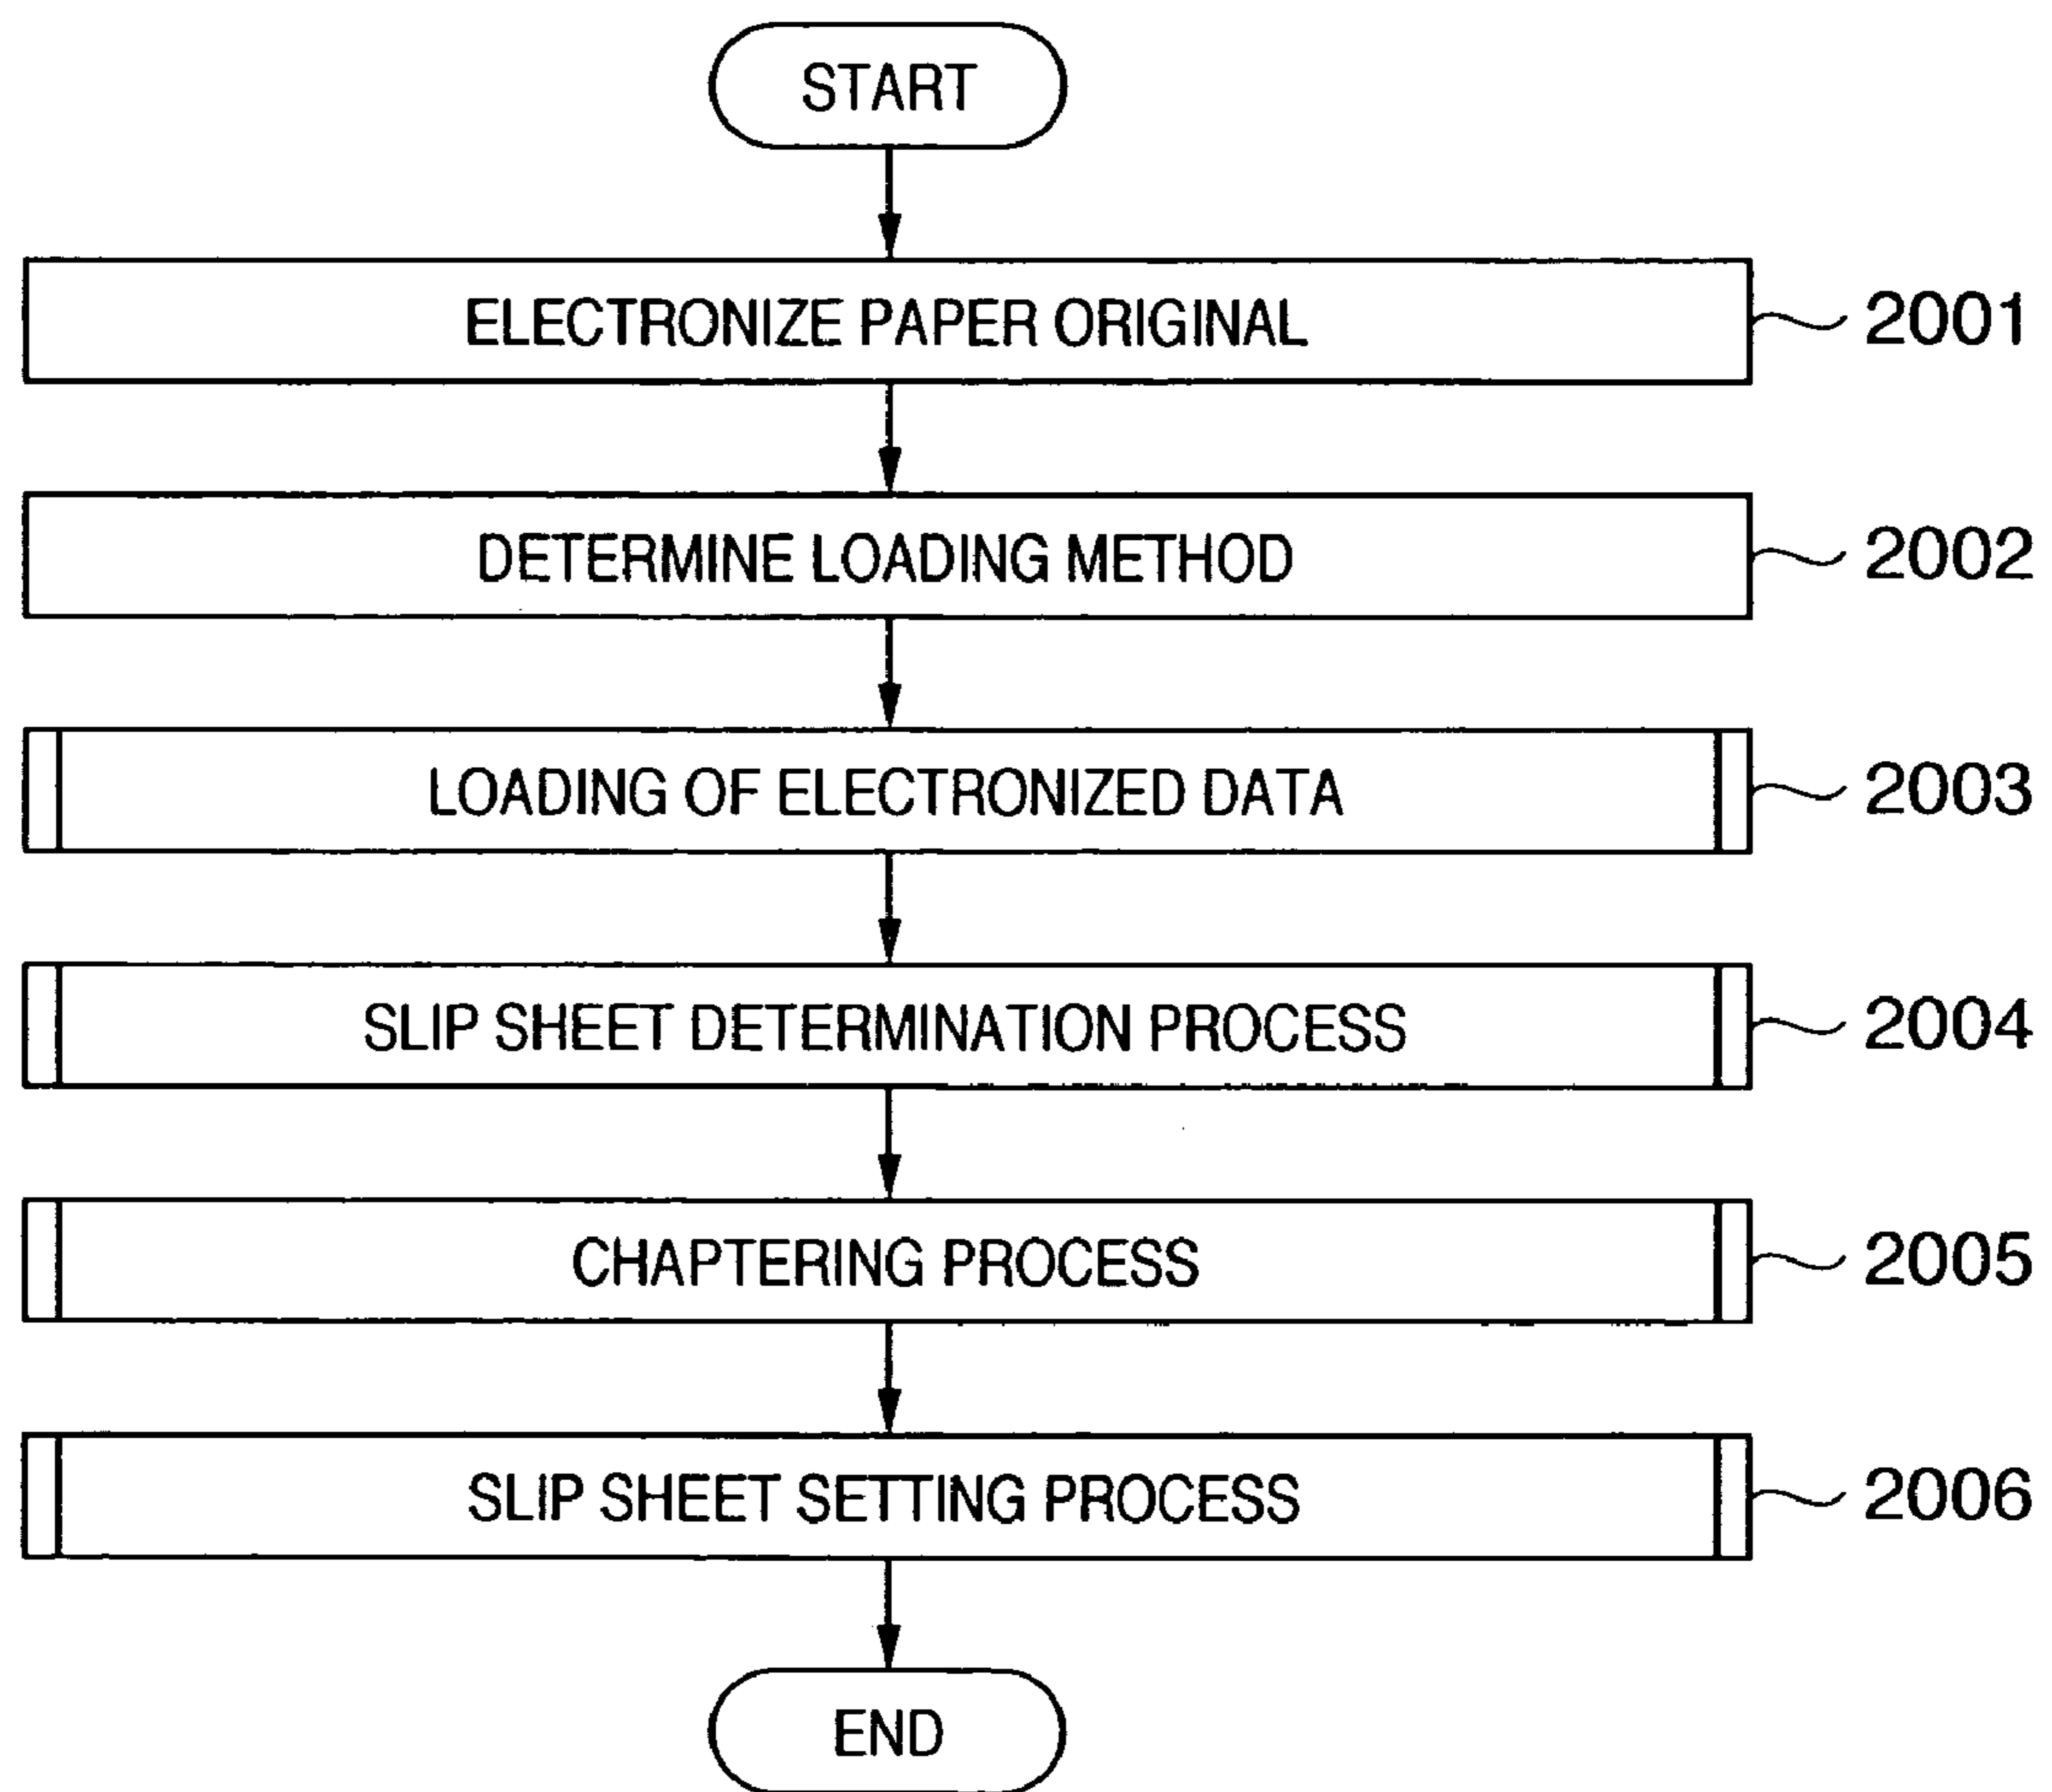 START
ELECTRONIZE PAPER ORIGINAL 2001
DETERMINE LOADING METHOD 2002
LOADING OF ELECTRONIZED DATA 2003
SLIP SHEET DETERMINATION PROCESS 2004
CHAPTERING PROCESS 2005
SLIP SHEET SETTING PROCESS 2006
END